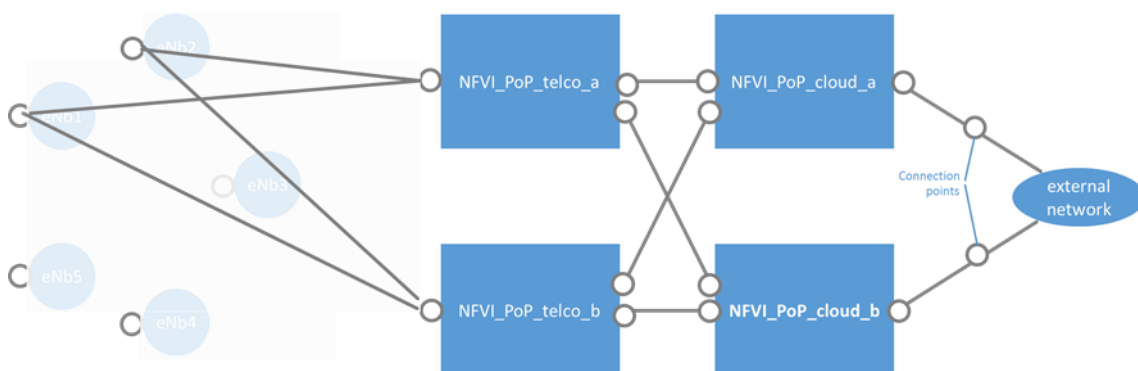 eNb2
NFVI_PoP_telco_a
NFVI_PoP_cloud_a
eNb1
Connection
points
eNb3
external
network
eNb5
NFVI_PoP_telco_b
NFVI_PoP_cloud_b
eNb4